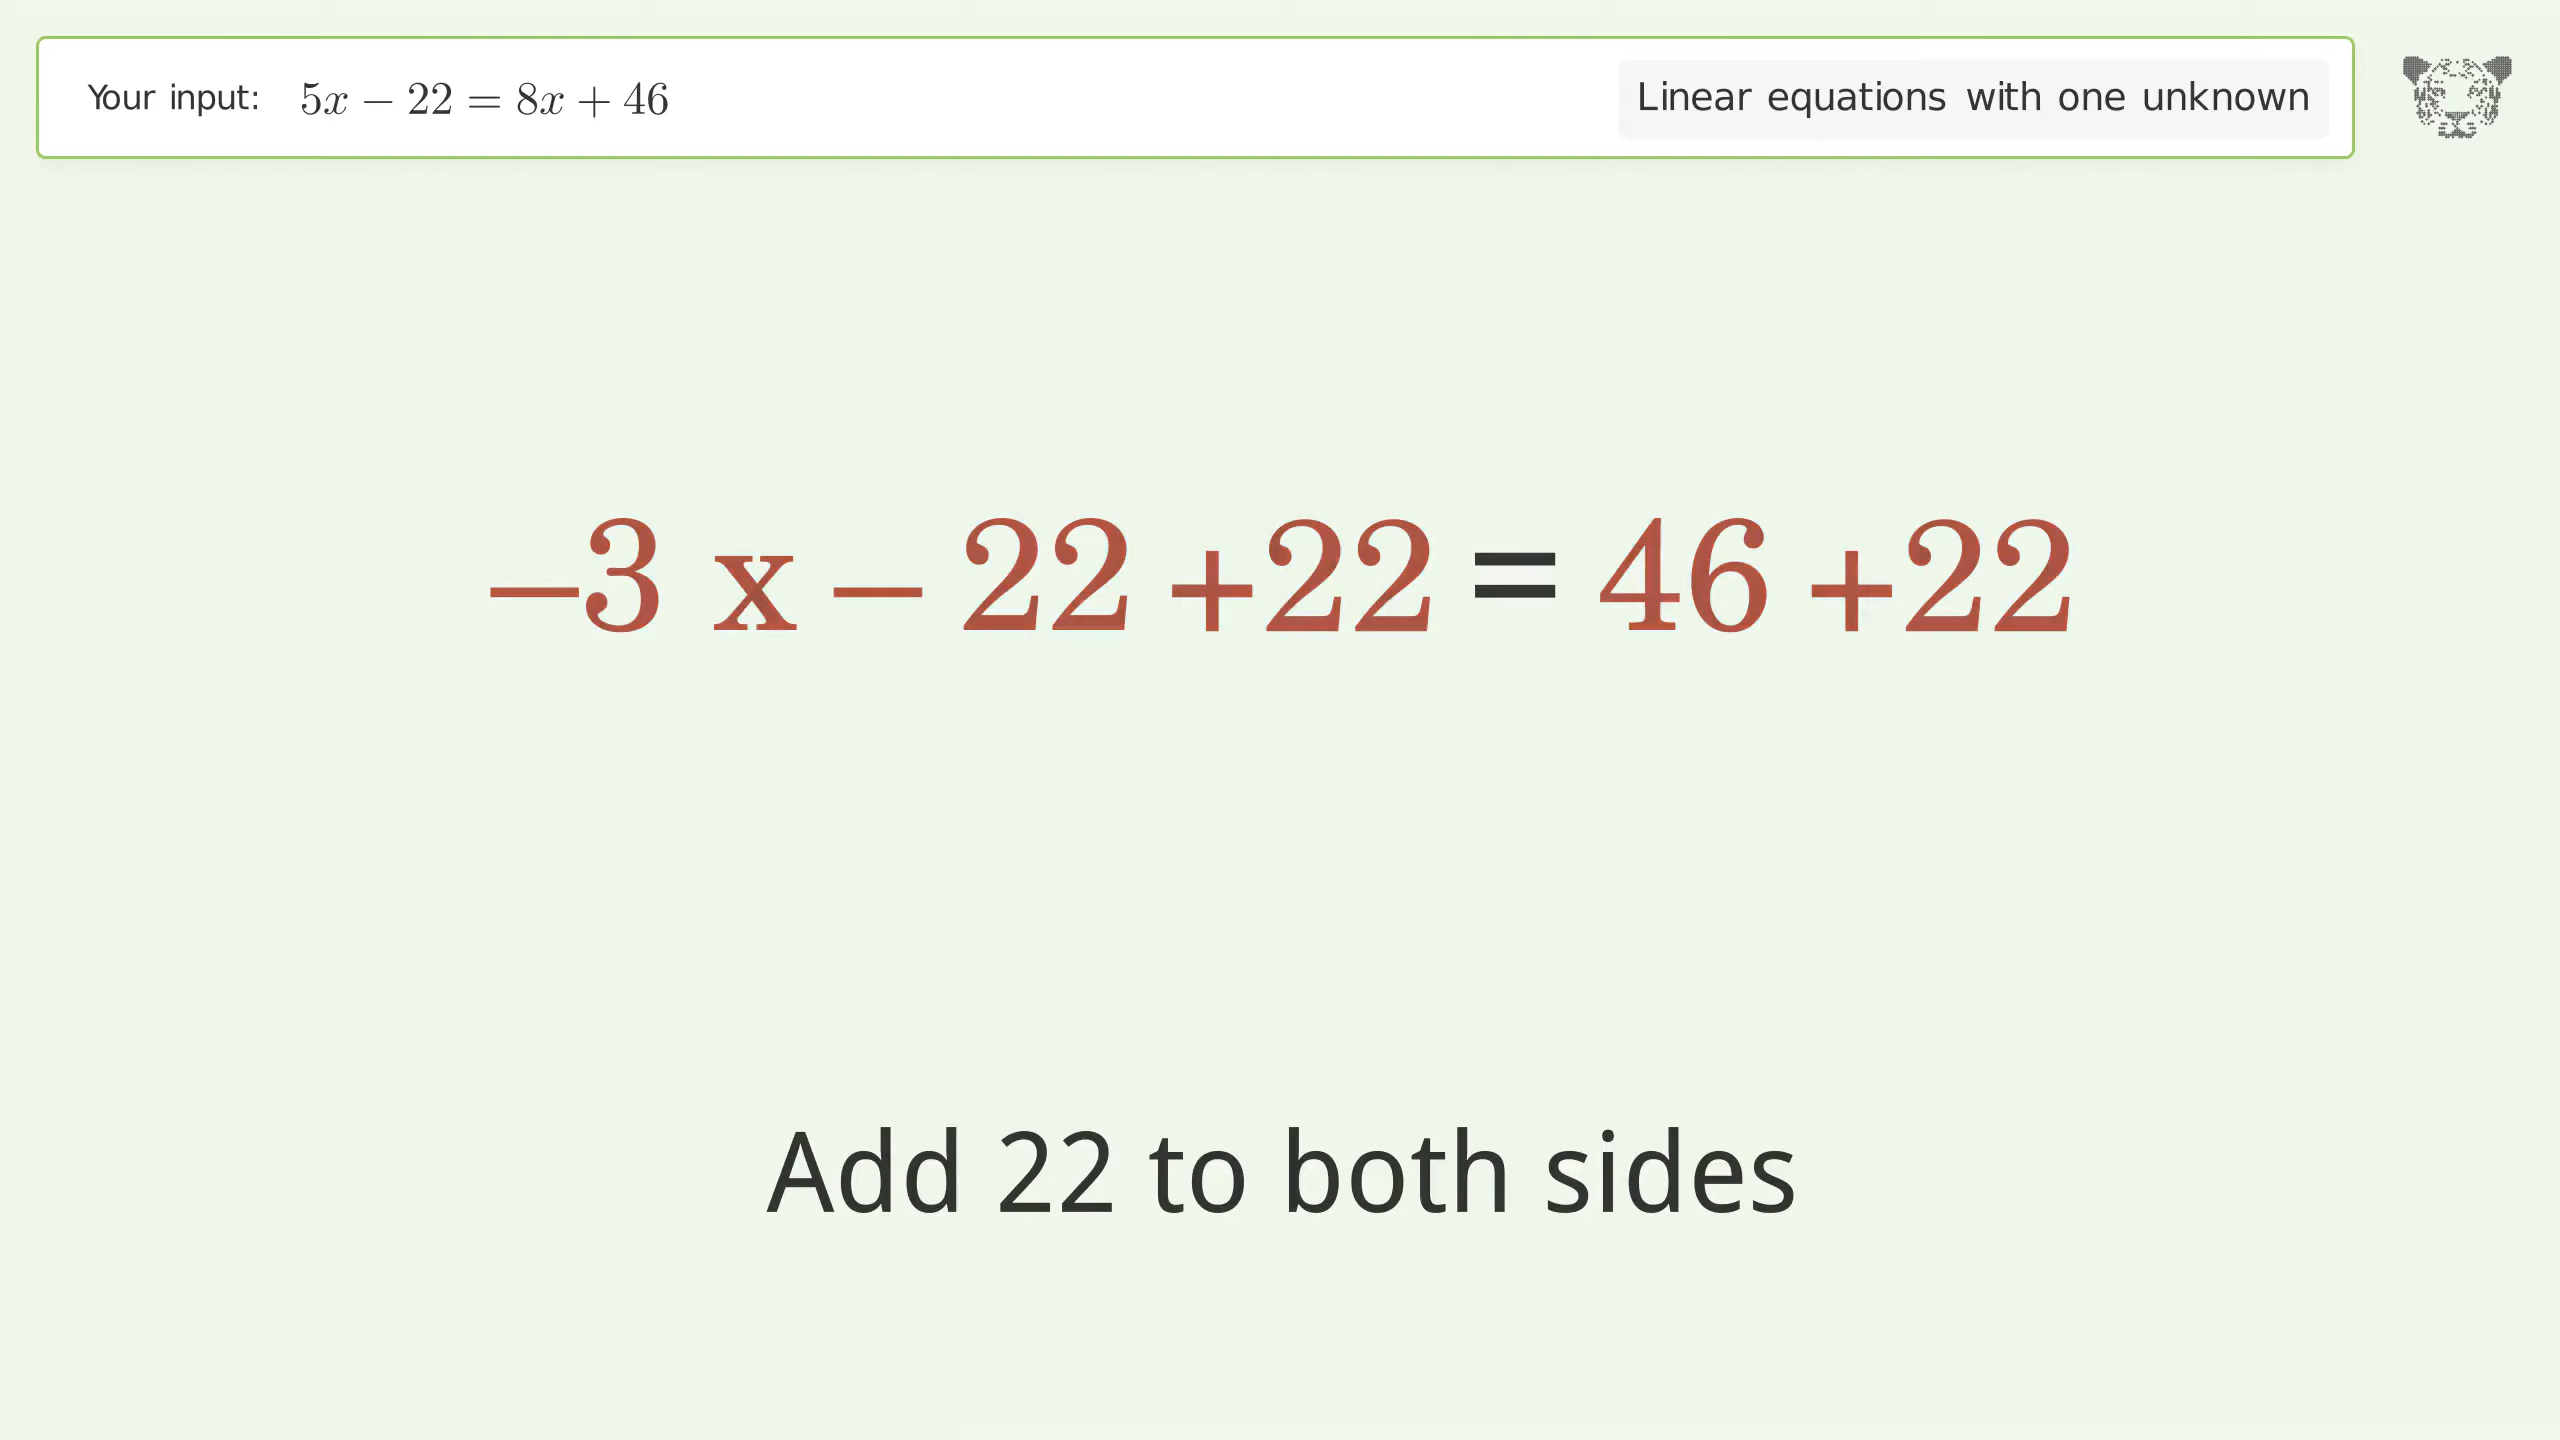 Your input: 5x − 22 = 8x + 46
Linear equations with one unknown
−3 x − 22 +22 = 46 +22
Add 22 to both sides